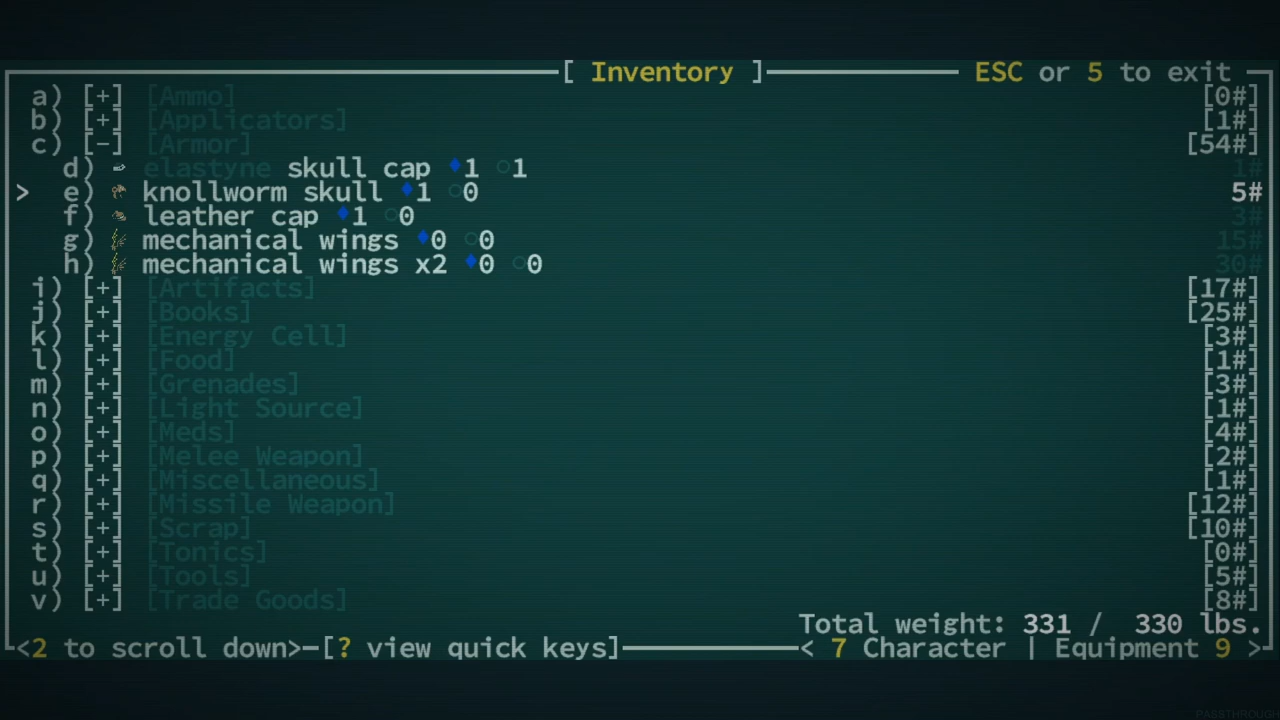 [ Inventory ] ESC or 5 to exit
a) [+] [Ammo] [0#]
b) [+] [Applicators] [1#]
c) [-] [Armor] [54#]
d) elastyne skull cap ♦1 ○1 1#
> e) knollworm skull ♦1 ○0 5#
f) leather cap ♦1 ○0 3#
g) mechanical wings ♦0 ○0 15#
h) mechanical wings x2 ♦0 ○0 30#
i) [+] [Artifacts] [17#]
j) [+] [Books] [25#]
k) [+] [Energy Cell] [3#]
l) [+] [Food] [1#]
m) [+] [Grenades] [3#]
n) [+] [Light Source] [1#]
o) [+] [Meds] [4#]
p) [+] [Melee Weapon] [2#]
q) [+] [Miscellaneous] [1#]
r) [+] [Missile Weapon] [12#]
s) [+] [Scrap] [10#]
t) [+] [Tonics] [0#]
u) [+] [Tools] [5#]
v) [+] [Trade Goods] [8#]
Total weight: 331 / 330 lbs.
<2 to scroll down> [? view quick keys] < 7 Character | Equipment 9 >
PASSTHROUGH